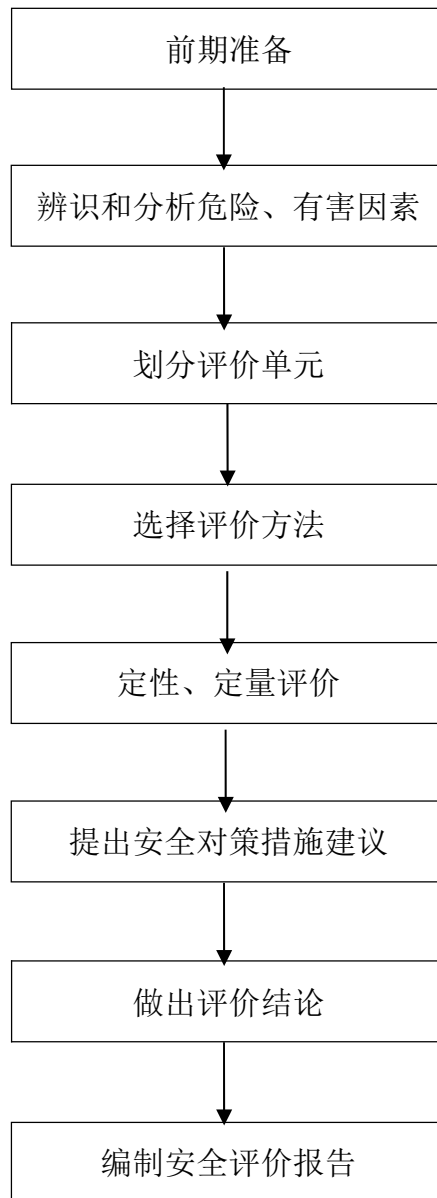 前期准备
辨识和分析危险、有害因素
划分评价单元
选择评价方法
定性、定量评价
提出安全对策措施建议
做出评价结论
编制安全评价报告